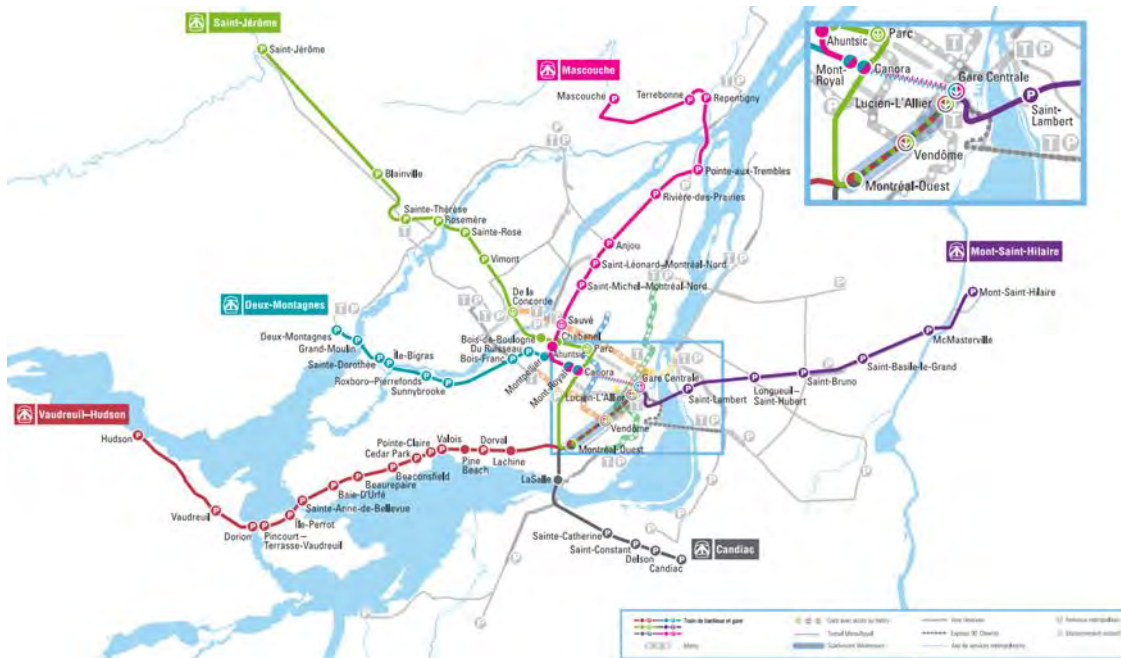 Saint-Jérôme
Saint-Jérôme
Blainville
Sainte-Thérèse
Rosemère
Sainte-Rose
Vimont
De la
Concorde
Bois-de-Boulogne
Chabanel
Parc
Mascouche
Mascouche
Terrebonne
Repentigny
Pointe-aux-Trembles
Rivière-des-Prairies
Anjou
Saint-Léonard–Montréal-Nord
Saint-Michel–Montréal-Nord
Sauvé
Ahuntsic
Mont-Royal
Canora
Gare Centrale
Deux-Montagnes
Deux-Montagnes
Grand-Moulin
Sainte-Dorothée
Île-Bigras
Roxboro–Pierrefonds
Sunnybrooke
Bois-Franc
Du Ruisseau
Montpellier
Vaudreuil–Hudson
Hudson
Vaudreuil
Dorion
Pincourt –
Terrasse-Vaudreuil
Île-Perrot
Sainte-Anne-de-Bellevue
Baie-D'Urfé
Beaurepaire
Beaconsfield
Cedar Park
Pointe-Claire
Valois
Pine
Beach
Dorval
Lachine
Montréal-Ouest
Vendôme
Lucien-L'Allier
LaSalle
Sainte-Catherine
Saint-Constant
Delson
Candiac
Candiac
Mont-Saint-Hilaire
Mont-Saint-Hilaire
McMasterville
Saint-Basile-le-Grand
Saint-Bruno
Longueuil–
Saint-Hubert
Saint-Lambert
Ahuntsic
Parc
Mont-
Royal
Canora
Gare Centrale
Lucien-L'Allier
Saint-
Lambert
Vendôme
Montréal-Ouest
Train de banlieue et gare
Métro